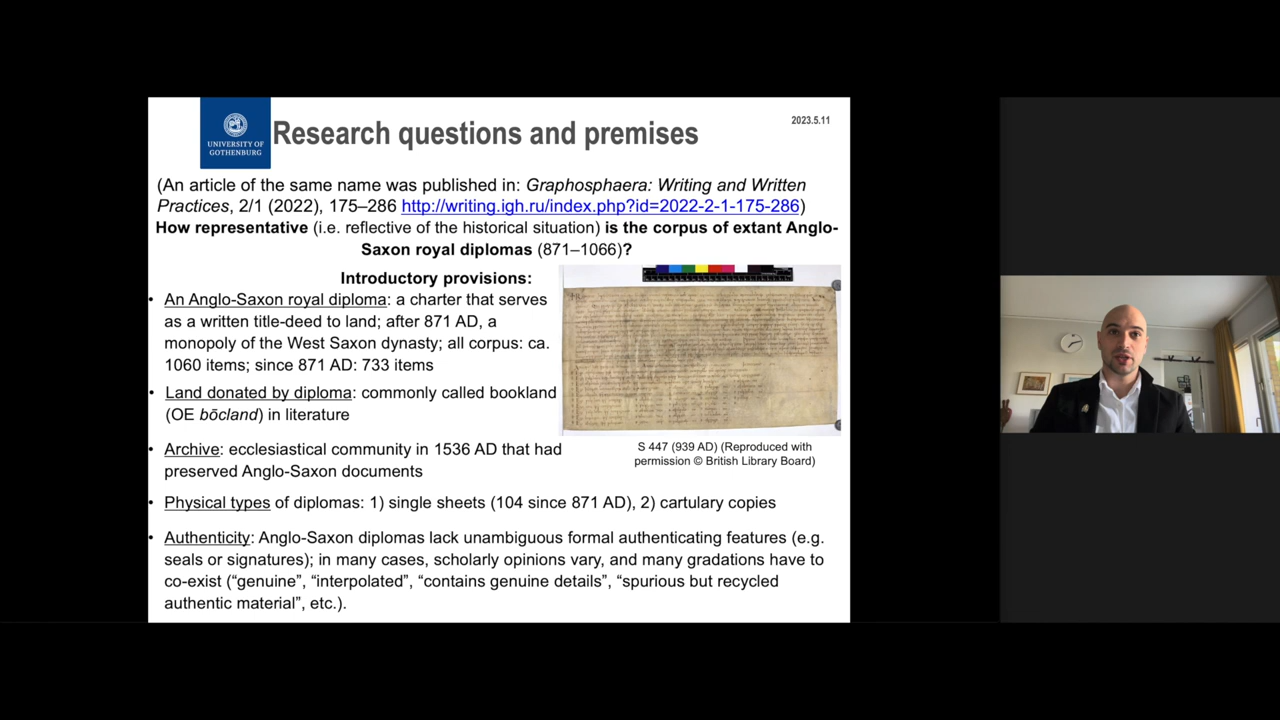 UNIVERSITY OF
GOTHENBURG
Research questions and premises
2023.5.11
(An article of the same name was published in: Graphosphaera: Writing and Written
Practices, 2/1 (2022), 175–286 http://writing.igh.ru/index.php?id=2022-2-1-175-286)
How representative (i.e. reflective of the historical situation) is the corpus of extant Anglo-
Saxon royal diplomas (871–1066)?
Introductory provisions:
• An Anglo-Saxon royal diploma: a charter that serves
as a written title-deed to land; after 871 AD, a
monopoly of the West Saxon dynasty; all corpus: ca.
1060 items; since 871 AD: 733 items
• Land donated by diploma: commonly called bookland
(OE bōcland) in literature
• Archive: ecclesiastical community in 1536 AD that had
preserved Anglo-Saxon documents
S 447 (939 AD) (Reproduced with
permission © British Library Board)
• Physical types of diplomas: 1) single sheets (104 since 871 AD), 2) cartulary copies
• Authenticity: Anglo-Saxon diplomas lack unambiguous formal authenticating features (e.g.
seals or signatures); in many cases, scholarly opinions vary, and many gradations have to
co-exist (“genuine”, “interpolated”, “contains genuine details”, “spurious but recycled
authentic material”, etc.).